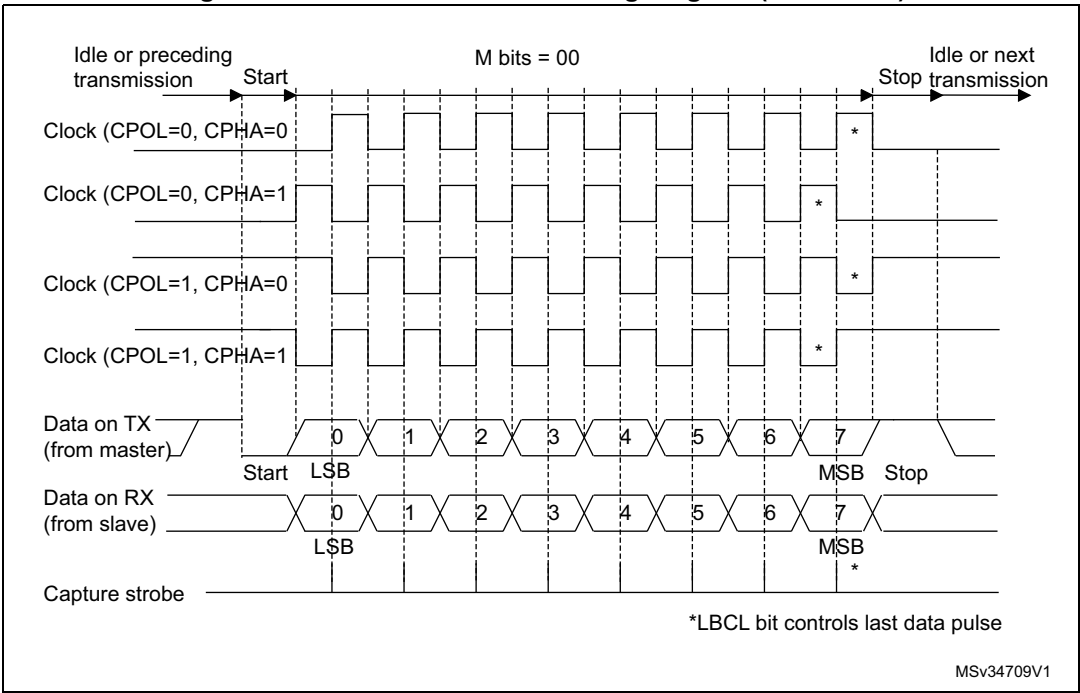 Idle or preceding transmission
Start
M bits = 00
Stop
Idle or next transmission
Clock (CPOL=0, CPHA=0
*
Clock (CPOL=0, CPHA=1
*
Clock (CPOL=1, CPHA=0
*
Clock (CPOL=1, CPHA=1
*
Data on TX (from master)
0 1 2 3 4 5 6 7
Start LSB MSB Stop
Data on RX (from slave)
0 1 2 3 4 5 6 7
LSB MSB
*
Capture strobe
*LBCL bit controls last data pulse
MSv34709V1